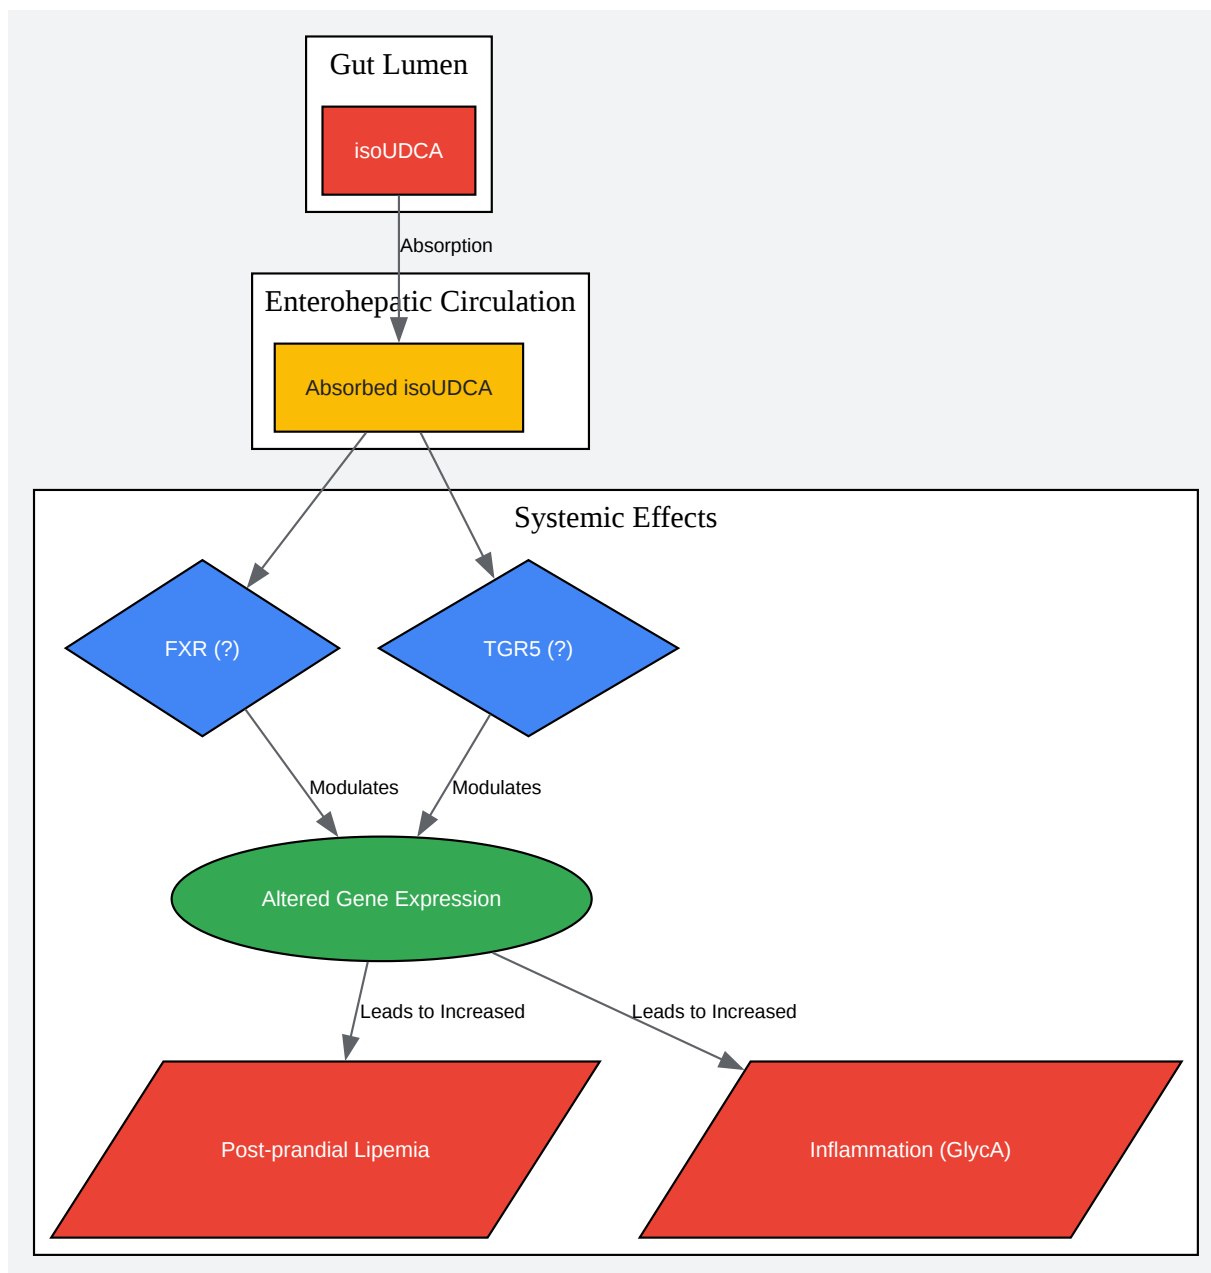 Gut Lumen
isoUDCA
Absorption
Enterohepatic Circulation
Absorbed isoUDCA
Systemic Effects
FXR (?)
TGR5 (?)
Modulates
Modulates
Altered Gene Expression
Leads to Increased
Leads to Increased
Post-prandial Lipemia
Inflammation (GlycA)